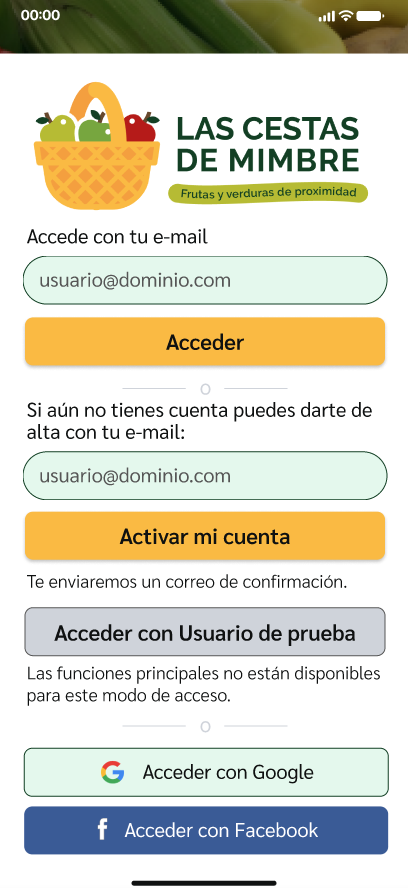 00:00
LAS CESTAS
DE MIMBRE
Frutas y verduras de proximidad
Accede con tu e-mail
usuario@dominio.com
Acceder
o
Si aún no tienes cuenta puedes darte de
alta con tu e-mail:
usuario@dominio.com
Activar mi cuenta
Te enviaremos un correo de confirmación.
Acceder con Usuario de prueba
Las funciones principales no están disponibles
para este modo de acceso.
o
Acceder con Google
Acceder con Facebook